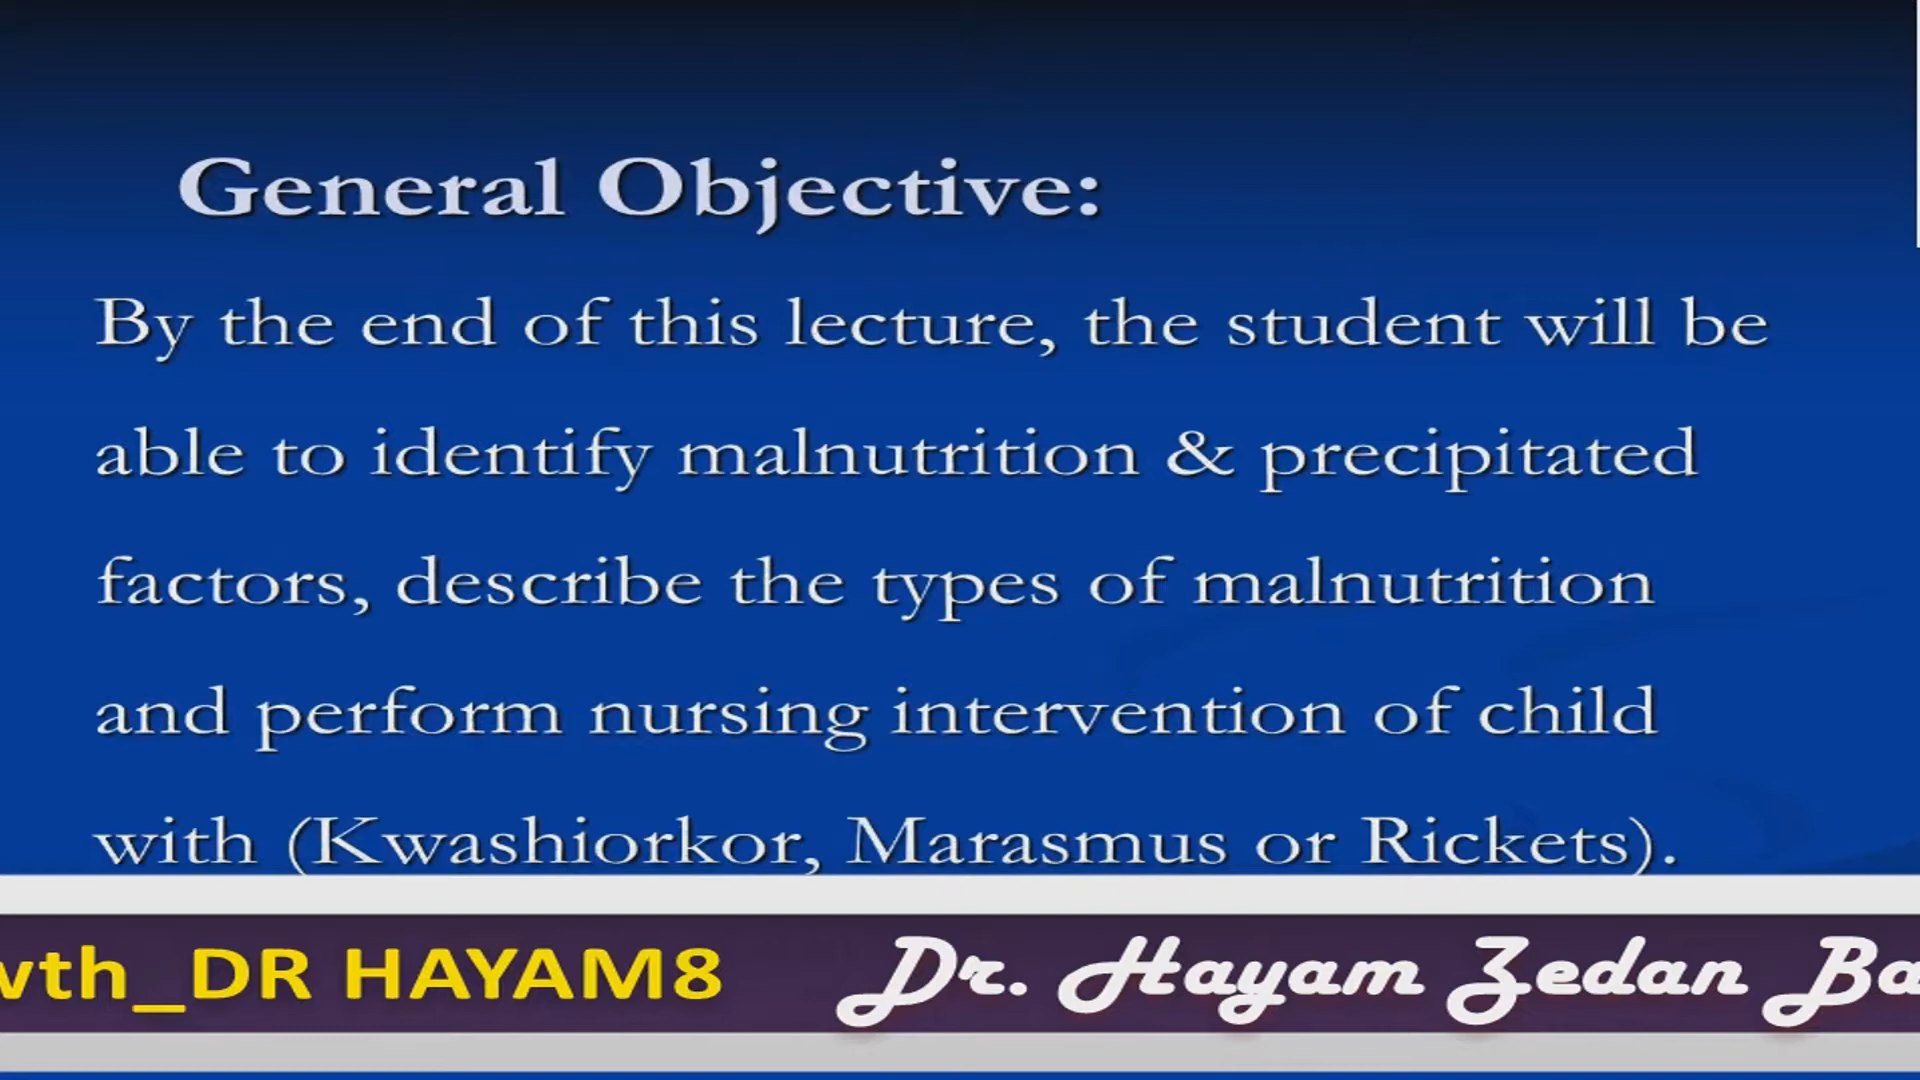 General Objective:
By the end of this lecture, the student will be
able to identify malnutrition & precipitated
factors, describe the types of malnutrition
and perform nursing intervention of child
with (Kwashiorkor, Marasmus or Rickets).
wth_DR HAYAM8 Dr. Hayam Zedan Ba